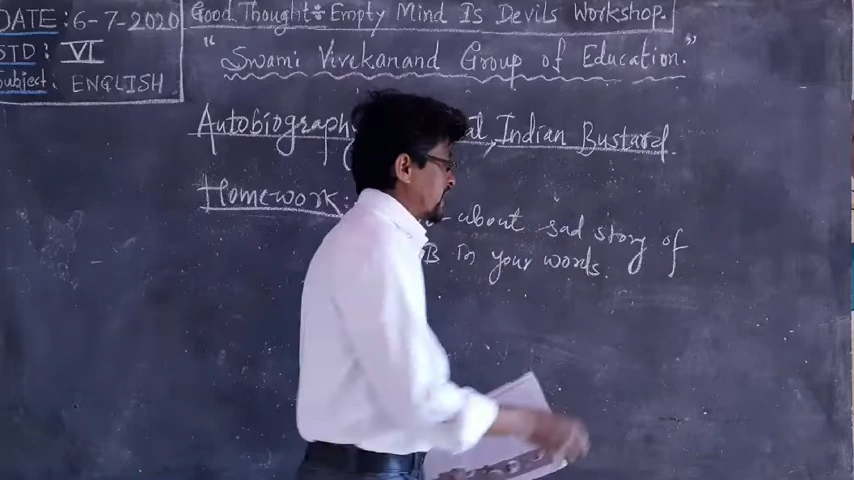 DATE: 6-7-2020
STD: VI
Subject: ENGLISH
Good Thought ÷ Empty Mind Is Devils Workshop.
"Swami Vivekanand Group of Education."
Autobiography Indian Bustard.
Homework
about sad story of
B in your words.